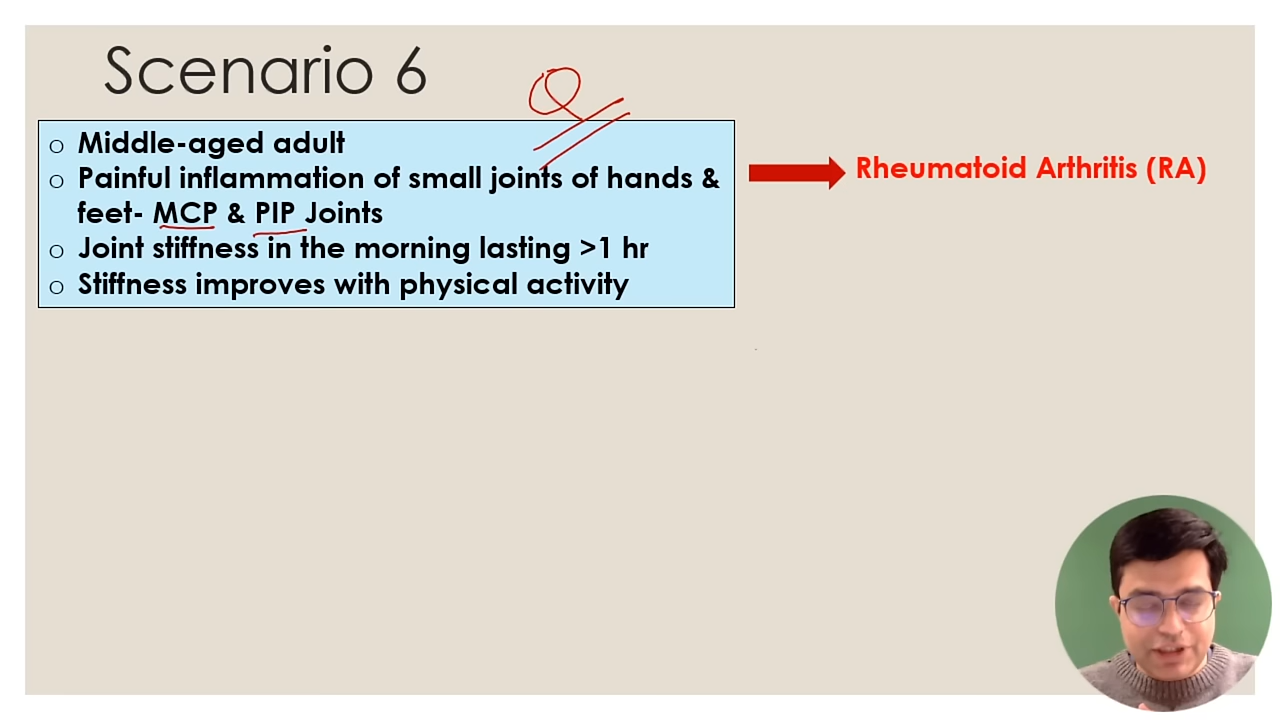 Scenario 6
o Middle-aged adult
o Painful inflammation of small joints of hands &
feet- MCP & PIP Joints
o Joint stiffness in the morning lasting >1 hr
o Stiffness improves with physical activity
Rheumatoid Arthritis (RA)